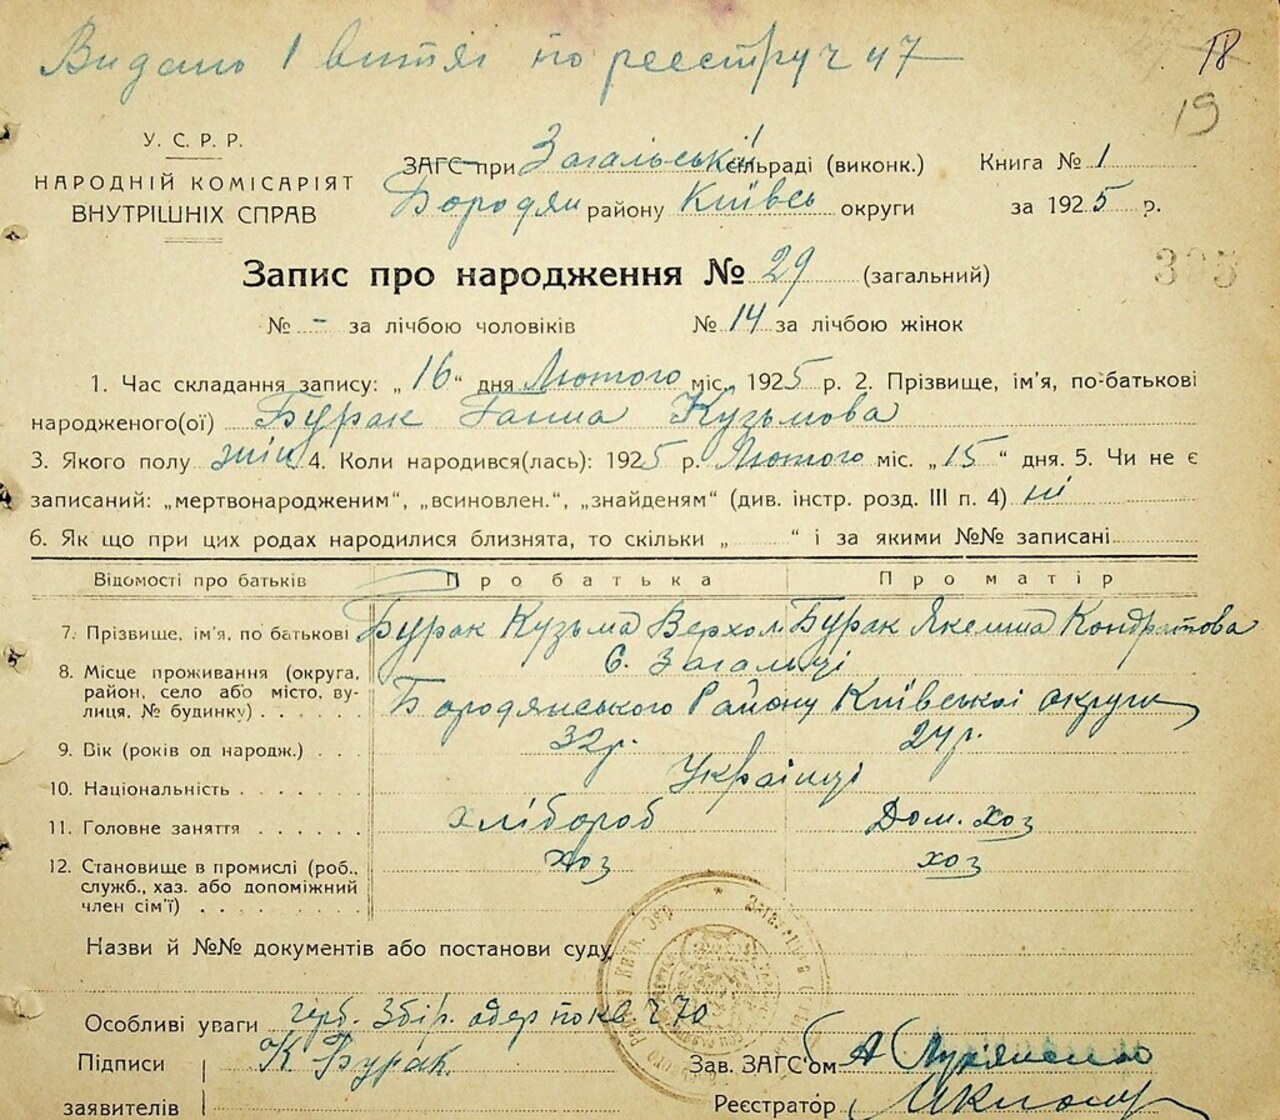 Видано 1 витяг по реєстру ч 47
18
19
У. С. Р. Р.
НАРОДНІЙ КОМІСАРІЯТ
ВНУТРІШНІХ СПРАВ
ЗАГС при Загальській сільраді (виконк.)
Бородян району Київсь округи
Книга № 1
за 1925 р.
Запис про народження № 29 (загальний)
№ - за лічбою чоловіків № 14 за лічбою жінок
1. Час складання запису: „16“ дня Лютого міс. 1925 р. 2. Прізвище, ім'я, по-батькові
народженого(ої) Бурак Ганна Кузьмова
3. Якого полу жін 4. Коли народився(лась): 1925 р. Лютого міс. „15“ дня. 5. Чи не є
записаний: „мертвонародженим“, „всиновлен.“, „знайденям“ (див. інстр. розд. III п. 4) ні
6. Як що при цих родах народилися близнята, то скільки „ “ і за якими №№ записані
Відомості про батьків Про батька Про матір
7. Прізвище, ім'я, по батькові Бурак Кузьма Бурак Кондратова
8. Місце проживання (округа, район, село або місто, вулиця, № будинку) С. Загальці
Бородянського Району Київської округи
9. Вік (років од народж.) 32р. 24р.
10. Національність Українці
11. Головне заняття хлібороб Дом. хоз
12. Становище в промислі (роб., служб., хаз. або допоміжний член сім'ї) хоз хоз
Назви й №№ документів або постанови суду
Особливі уваги герб. збір. одер по кв ч 70
Підписи
заявителів
К Бурак.
Зав. ЗАГС'ом
Реєстратор